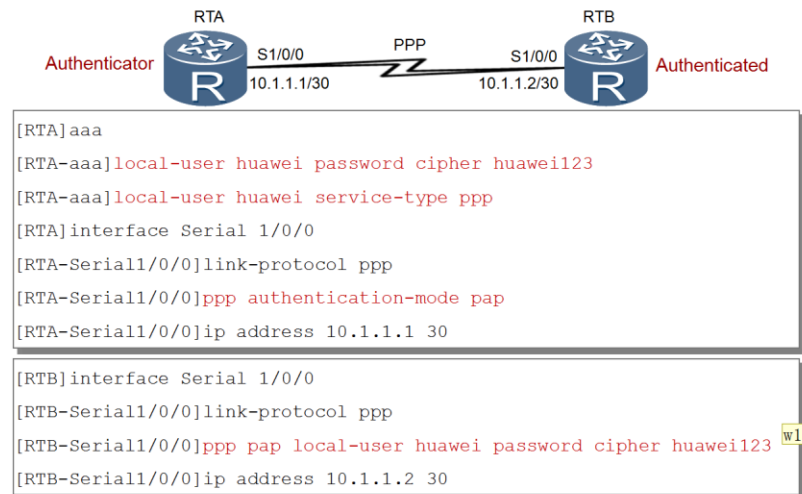 RTA
RTB
Authenticator
S1/0/0
PPP
S1/0/0
Authenticated
10.1.1.1/30
10.1.1.2/30
R
R
[RTA]aaa
[RTA-aaa]local-user huawei password cipher huawei123
[RTA-aaa]local-user huawei service-type ppp
[RTA]interface Serial 1/0/0
[RTA-Serial1/0/0]link-protocol ppp
[RTA-Serial1/0/0]ppp authentication-mode pap
[RTA-Serial1/0/0]ip address 10.1.1.1 30
[RTB]interface Serial 1/0/0
[RTB-Serial1/0/0]link-protocol ppp
[RTB-Serial1/0/0]ppp pap local-user huawei password cipher huawei123
w1
[RTB-Serial1/0/0]ip address 10.1.1.2 30